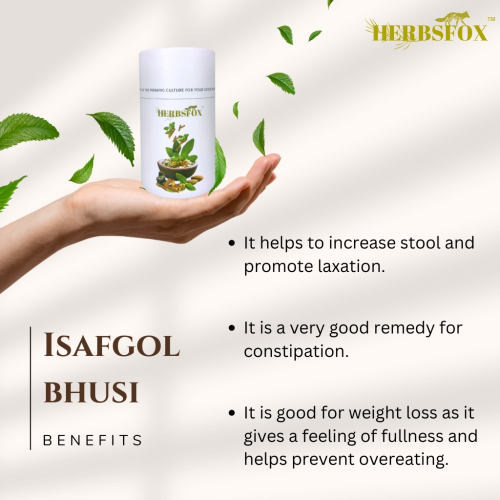 HERBSFOX™
HERBSFOX
• It helps to increase stool and
promote laxation.
• It is a very good remedy for
constipation.
• It is good for weight loss as it
gives a feeling of fullness and
helps prevent overeating.
ISAFGOL
BHUSI
BENEFITS